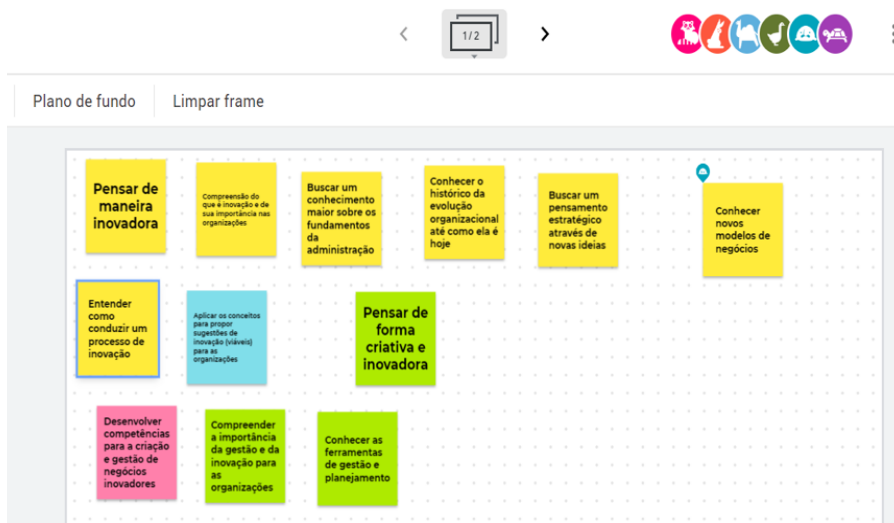 1/2
Plano de fundo
Limpar frame
Pensar de
maneira
inovadora
Compreensão do
que é inovação e de
sua importância nas
organizações
Buscar um
conhecimento
maior sobre os
fundamentos
da
administração
Conhecer o
histórico da
evolução
organizacional
até como ela é
hoje
Buscar um
pensamento
estratégico
através de
novas ideias
Conhecer
novos
modelos de
negócios
Entender
como
conduzir um
processo de
inovação
Aplicar os conceitos
para propor
sugestões de
inovação (viáveis)
para as
organizações
Pensar de
forma
criativa e
inovadora
Desenvolver
competências
para a criação
e gestão de
negócios
inovadores
Compreender
a importância
da gestão e da
inovação para
as
organizações
Conhecer as
ferramentas
de gestão e
planejamento